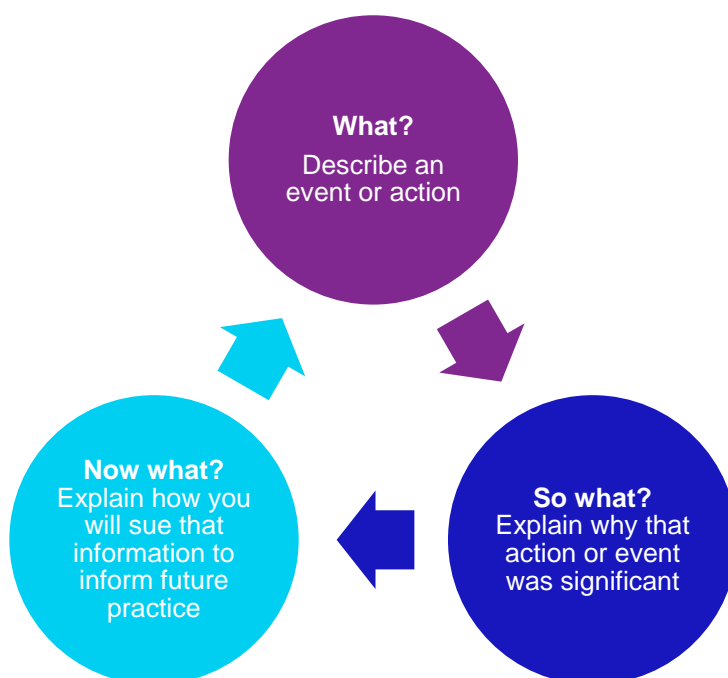 What?
Describe an
event or action
So what?
Explain why that
action or event
was significant
Now what?
Explain how you
will sue that
information to
inform future
practice